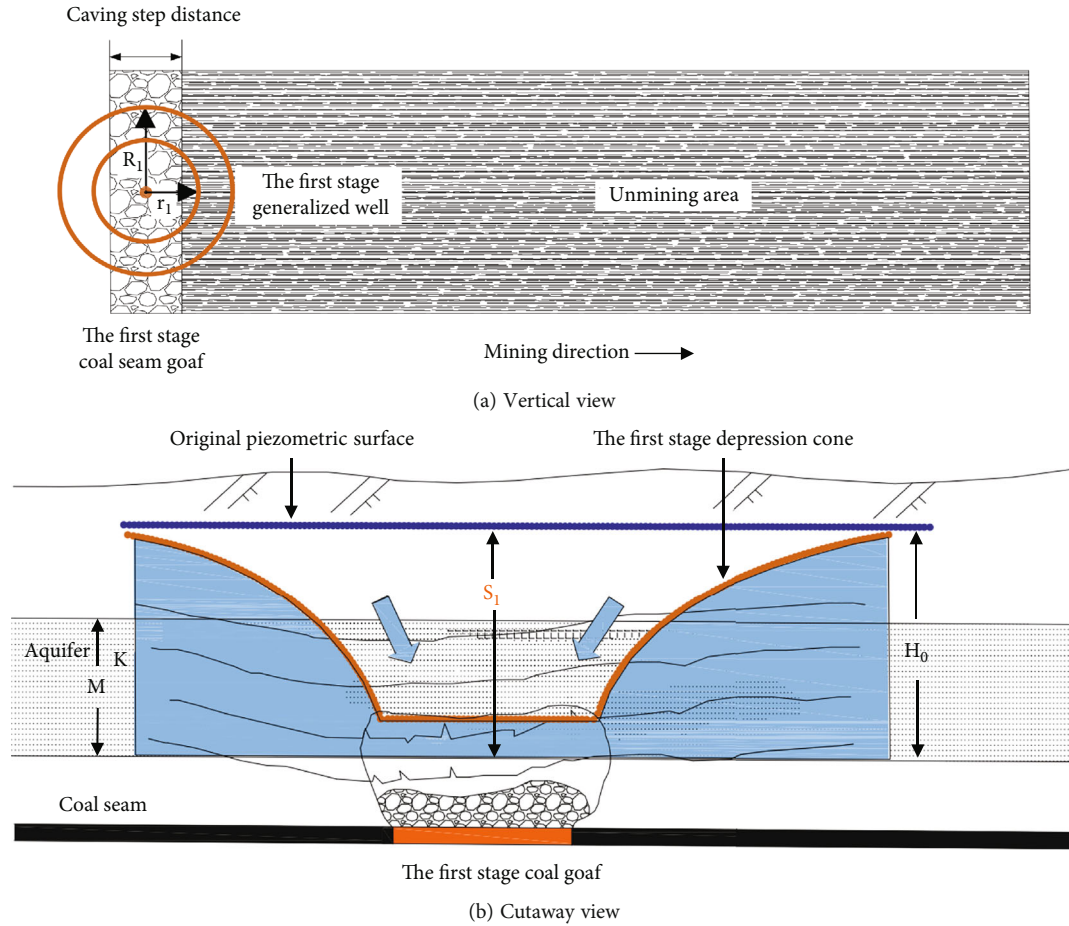 Caving step distance
R1
r1
The first stage
generalized well
Unmining area
The first stage
coal seam goaf
Mining direction
(a) Vertical view
Original piezometric surface
The first stage depression cone
S1
Aquifer
K
M
H0
Coal seam
The first stage coal goaf
(b) Cutaway view